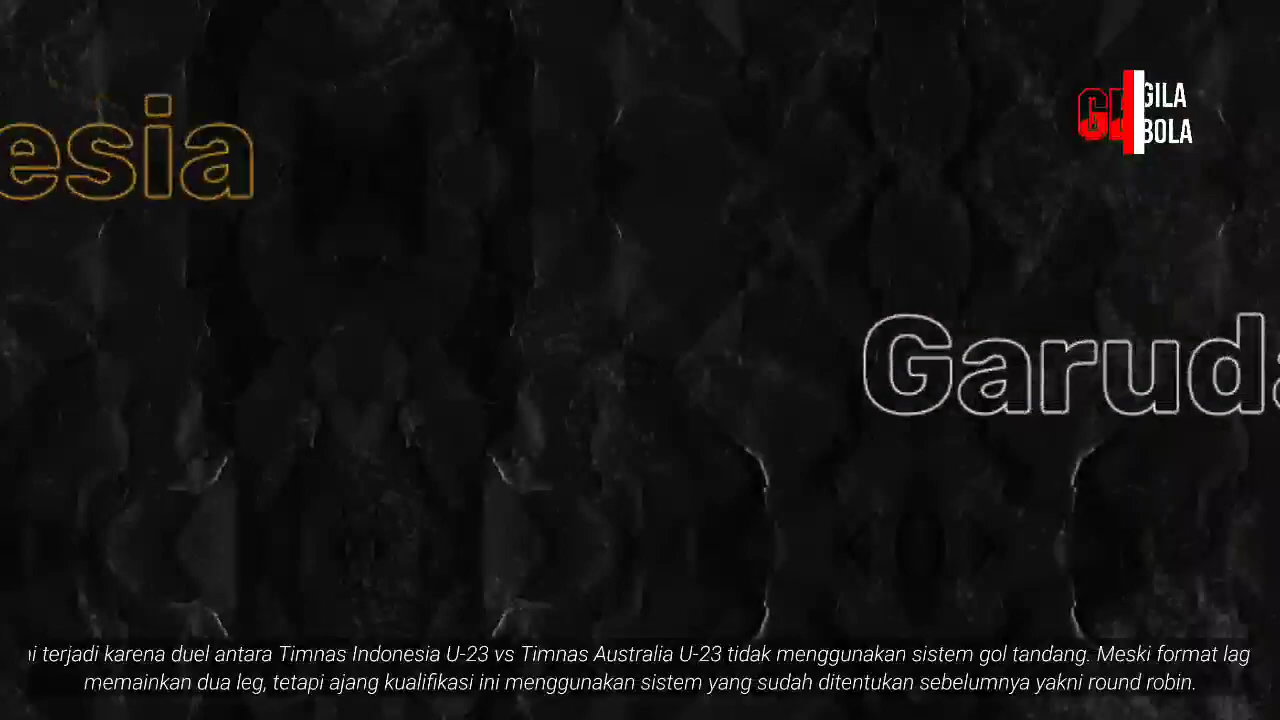 esia
GILA
BOLA
Garuda
ni terjadi karena duel antara Timnas Indonesia U-23 vs Timnas Australia U-23 tidak menggunakan sistem gol tandang. Meski format lag
memainkan dua leg, tetapi ajang kualifikasi ini menggunakan sistem yang sudah ditentukan sebelumnya yakni round robin.